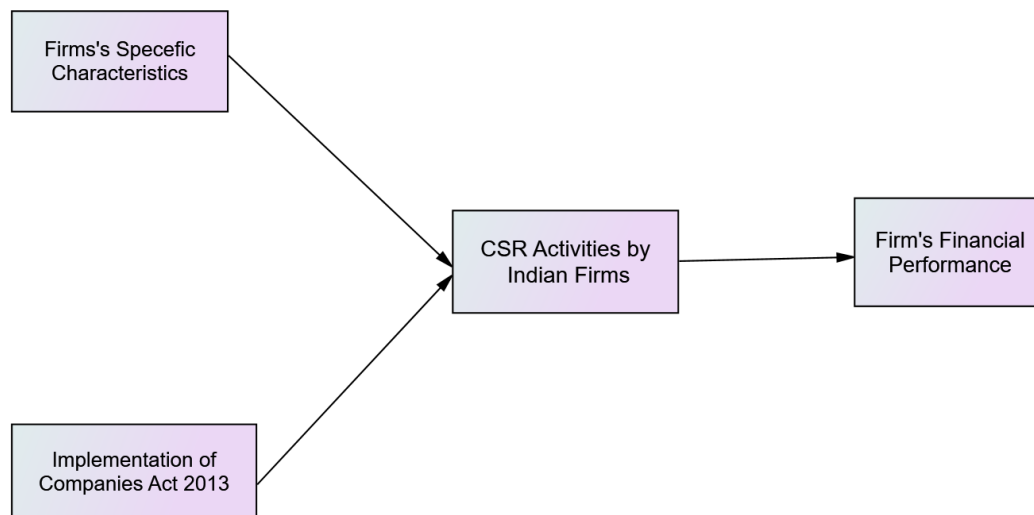 Firms's Specefic
Characteristics
CSR Activities by
Indian Firms
Firm's Financial
Performance
Implementation of
Companies Act 2013